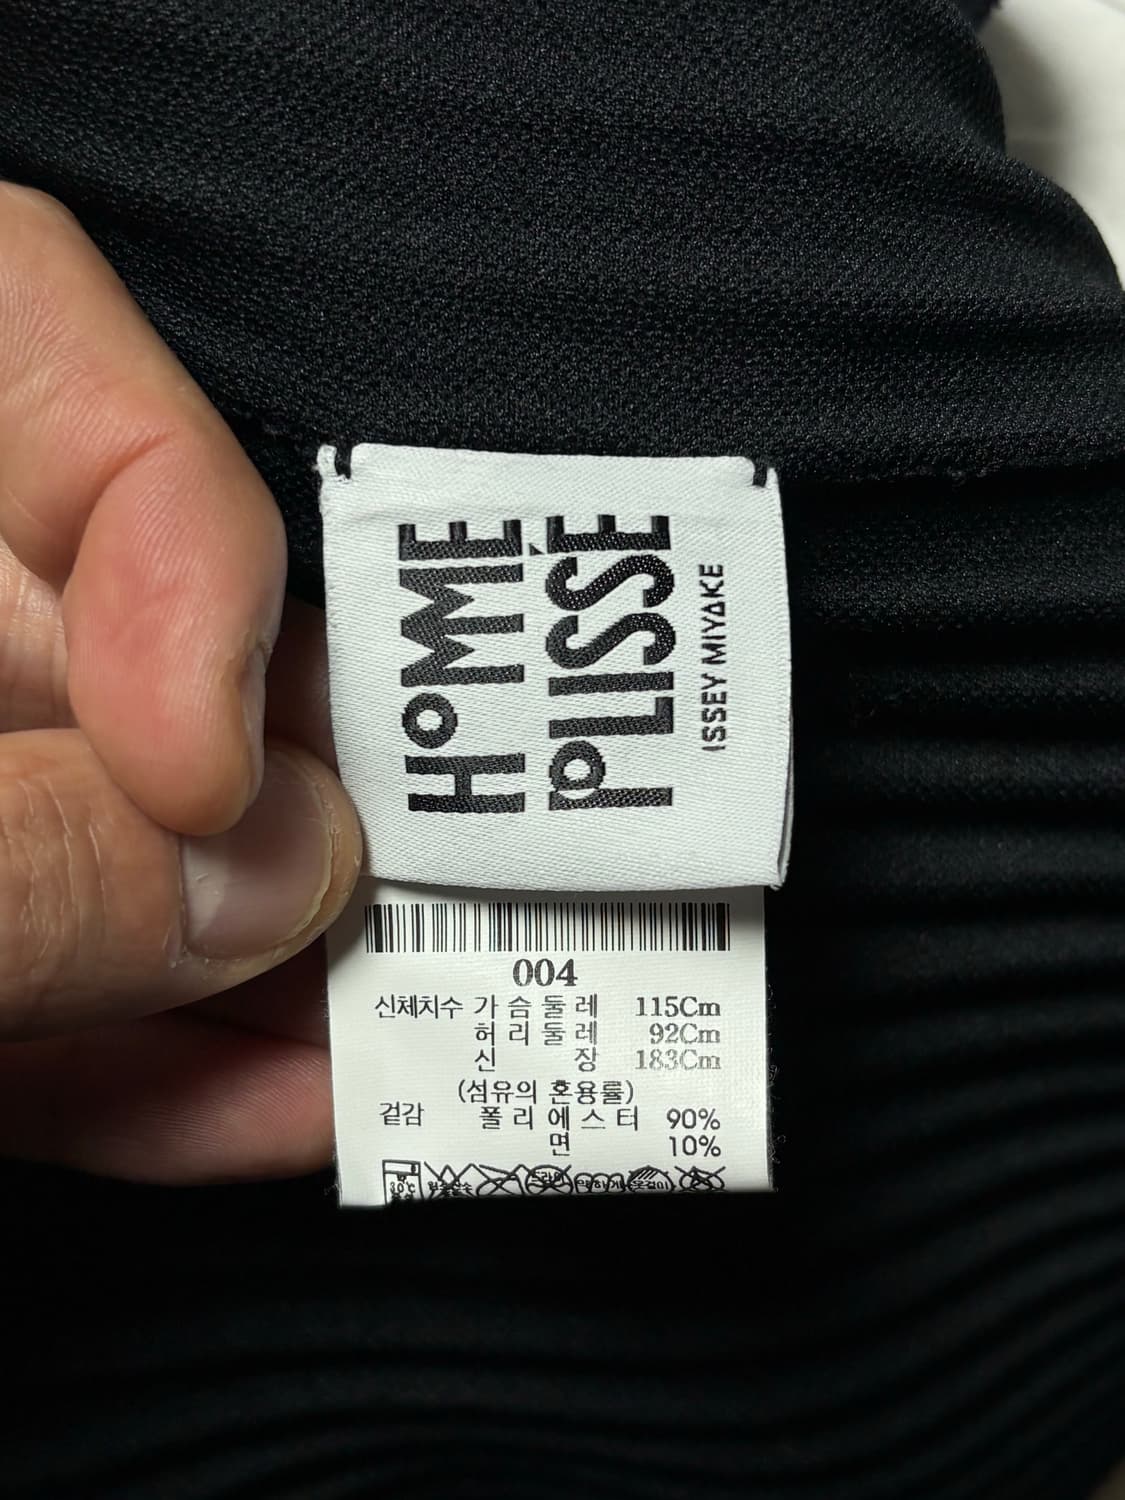 HOMME
PLISSÉ
ISSEY MIYAKE
004
신체치수 가슴둘레 115Cm
허리둘레 92Cm
신장 183Cm
(섬유의 혼용률)
겉감 폴리에스터 90%
면 10%
30℃